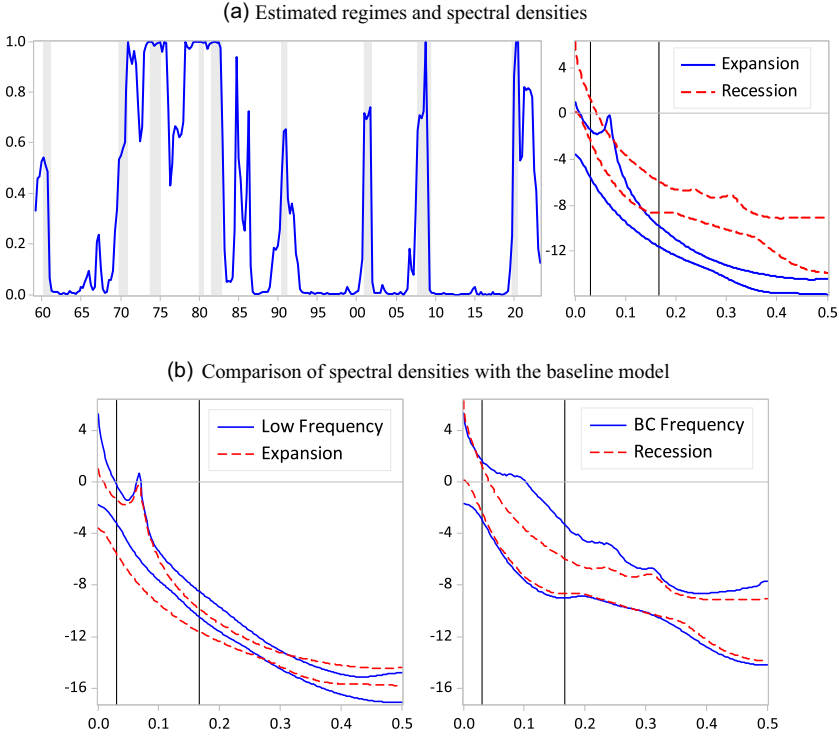 (a) Estimated regimes and spectral densities
1.0
0.8
0.6
0.4
0.2
0.0
60 65 70 75 80 85 90 95 00 05 10 15 20
4
0
-4
-8
-12
Expansion
Recession
0.0 0.1 0.2 0.3 0.4 0.5
(b) Comparison of spectral densities with the baseline model
4
0
-4
-8
-12
-16
Low Frequency
Expansion
0.0 0.1 0.2 0.3 0.4 0.5
4
0
-4
-8
-12
-16
BC Frequency
Recession
0.0 0.1 0.2 0.3 0.4 0.5